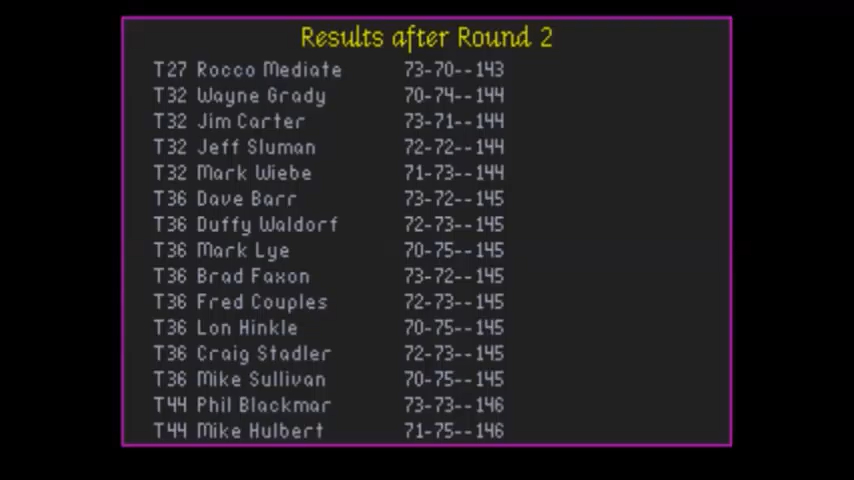 Results after Round 2
T27 Rocco Mediate 73-70--143
T32 Wayne Grady 70-74--144
T32 Jim Carter 73-71--144
T32 Jeff Sluman 72-72--144
T32 Mark Wiebe 71-73--144
T36 Dave Barr 73-72--145
T36 Duffy Waldorf 72-73--145
T36 Mark Lye 70-75--145
T36 Brad Faxon 73-72--145
T36 Fred Couples 72-73--145
T36 Lon Hinkle 70-75--145
T36 Craig Stadler 72-73--145
T36 Mike Sullivan 70-75--145
T44 Phil Blackmar 73-73--146
T44 Mike Hulbert 71-75--146